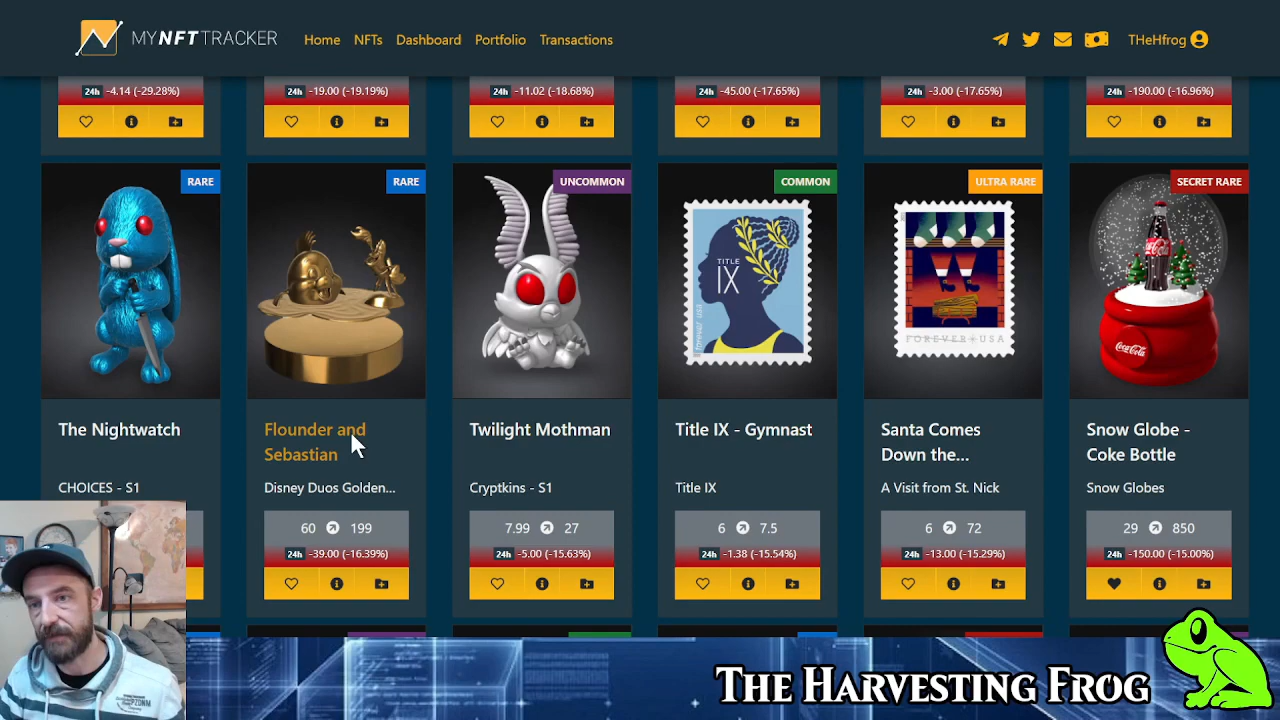 MYNFTTRACKER Home NFTs Dashboard Portfolio Transactions THeHfrog
24h -4.14 (-29.28%) 24h -19.00 (-19.19%) 24h -11.02 (-18.68%) 24h -45.00 (-17.65%) 24h -3.00 (-17.65%) 24h -190.00 (-16.96%)
RARE RARE UNCOMMON COMMON ULTRA RARE SECRET RARE
TITLE
IX
FOREVER USA
Coca-Cola
The Nightwatch
CHOICES - S1
Flounder and
Sebastian
Disney Duos Golden...
60 199
24h -39.00 (-16.39%)
Twilight Mothman
Cryptkins - S1
7.99 27
24h -5.00 (-15.63%)
Title IX - Gymnast
Title IX
6 7.5
24h -1.38 (-15.54%)
Santa Comes
Down the...
A Visit from St. Nick
6 72
24h -13.00 (-15.29%)
Snow Globe -
Coke Bottle
Snow Globes
29 850
24h -150.00 (-15.00%)
The Harvesting Frog